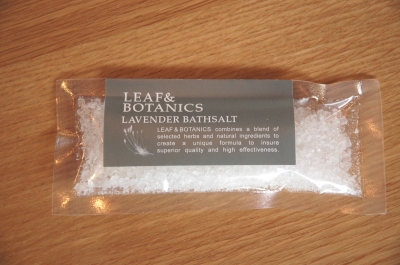 LEAF&
BOTANICS
LAVENDER BATHSALT
LEAF & BOTANICS combines a blend of
selected herbs and natural ingredients to
create a unique formula to insure
superior quality and high effectiveness.